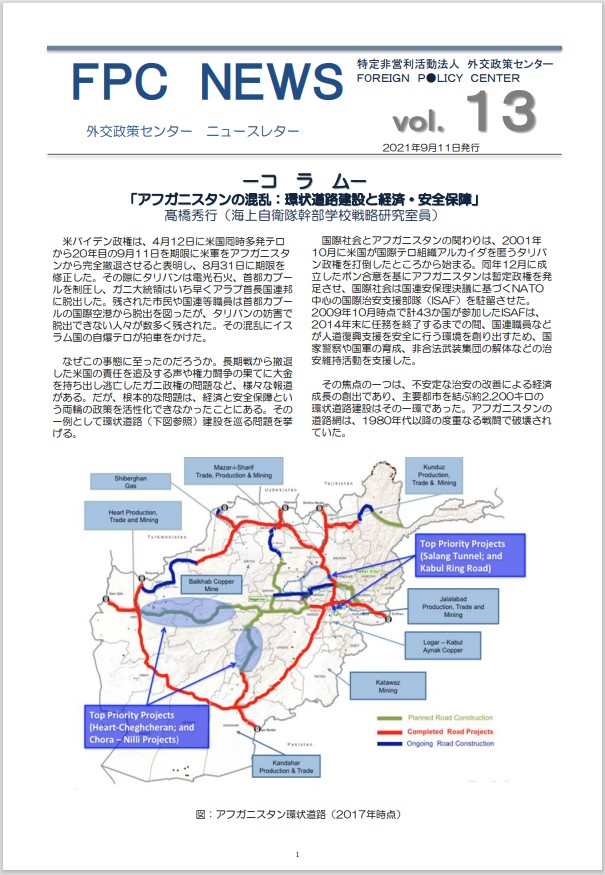 FPC NEWS
特定非営利活動法人 外交政策センター
FOREIGN P●LICY CENTER
外交政策センター ニュースレター
vol. 13
2021年9月11日発行
ーコ ラ ムー
「アフガニスタンの混乱:環状道路建設と経済・安全保障」
髙橋秀行(海上自衛隊幹部学校戦略研究室員)
米バイデン政権は、4月12日に米国同時多発テロ
から20年目の9月11日を期限に米軍をアフガニスタ
ンから完全撤退させると表明し、8月31日に期限を
修正した。その隙にタリバンは電光石火、首都カブー
ルを制圧し、ガニ大統領はいち早くアラブ首長国連邦
に脱出した。残された市民や国連等職員は首都カブー
ルの国際空港から脱出を図ったが、タリバンの妨害で
脱出できない人々が数多く残された。その混乱にイス
ラム国の自爆テロが拍車をかけた。
なぜこの事態に至ったのだろうか。長期戦から撤退
した米国の責任を追及する声や権力闘争の果てに大金
を持ち出し逃亡したガニ政権の問題など、様々な報道
がある。だが、根本的な問題は、経済と安全保障とい
う両輪の政策を活性化できなかったことにある。その
一例として環状道路(下図参照)建設を巡る問題を挙
げる。
国際社会とアフガニスタンの関わりは、2001年
10月に米国が国際テロ組織アルカイダを匿うタリバ
ン政権を打倒したところから始まる。同年12月に成
立したボン合意を基にアフガニスタンは暫定政権を発
足させ、国際社会は国連安保理決議に基づくNATO
中心の国際治安支援部隊(ISAF)を駐留させた。
2009年10月時点で計43か国が参加したISAFは、
2014年末に任務を終了するまでの間、国連職員など
が人道復興支援を安全に行う環境を創り出すため、国
家警察や国軍の育成、非合法武装集団の解体などの治
安維持活動を支援した。
その焦点の一つは、不安定な治安の改善による経済
成長の創出であり、主要都市を結ぶ約2,200キロの
環状道路建設はその一環であった。アフガニスタンの
道路網は、1980年代以降の度重なる戦闘で破壊され
ていた。
Mazar-i-Sharif
Trade, Production & Mining
Kunduz
Production,
Trade & Mining
Shiberghan
Gas
Uzbekistan
Tajikistan
Heart Production,
Trade and Mining
Turkmenistan
Top Priority Projects
(Salang Tunnel; and
Kabul Ring Road)
Balkhab Copper
Mine
Jalalabad
Production, Trade and
Mining
Logar – Kabul
Aynak Copper
Katawaz
Mining
Top Priority Projects
(Heart-Cheghcheran; and
Chora – Nilli Projects)
Planned Road Construction
Completed Road Projects
Ongoing Road Construction
Pakistan
Kandahar
Production & Trade
図:アフガニスタン環状道路(2017年時点)
1